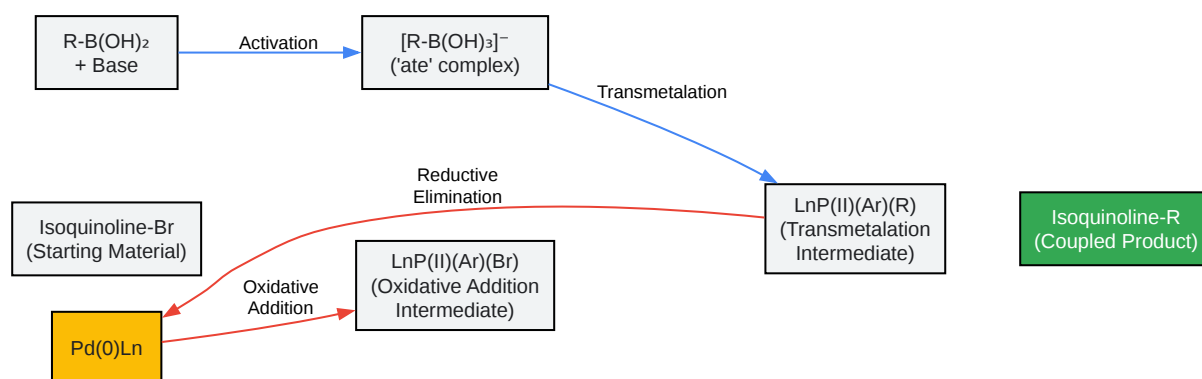 R-B(OH)₂
+ Base
Activation
[R-B(OH)₃]⁻
('ate' complex)
Transmetalation
Reductive
Elimination
Isoquinoline-Br
(Starting Material)
LnP(II)(Ar)(R)
(Transmetalation
Intermediate)
Isoquinoline-R
(Coupled Product)
Oxidative
Addition
LnP(II)(Ar)(Br)
(Oxidative Addition
Intermediate)
Pd(0)Ln